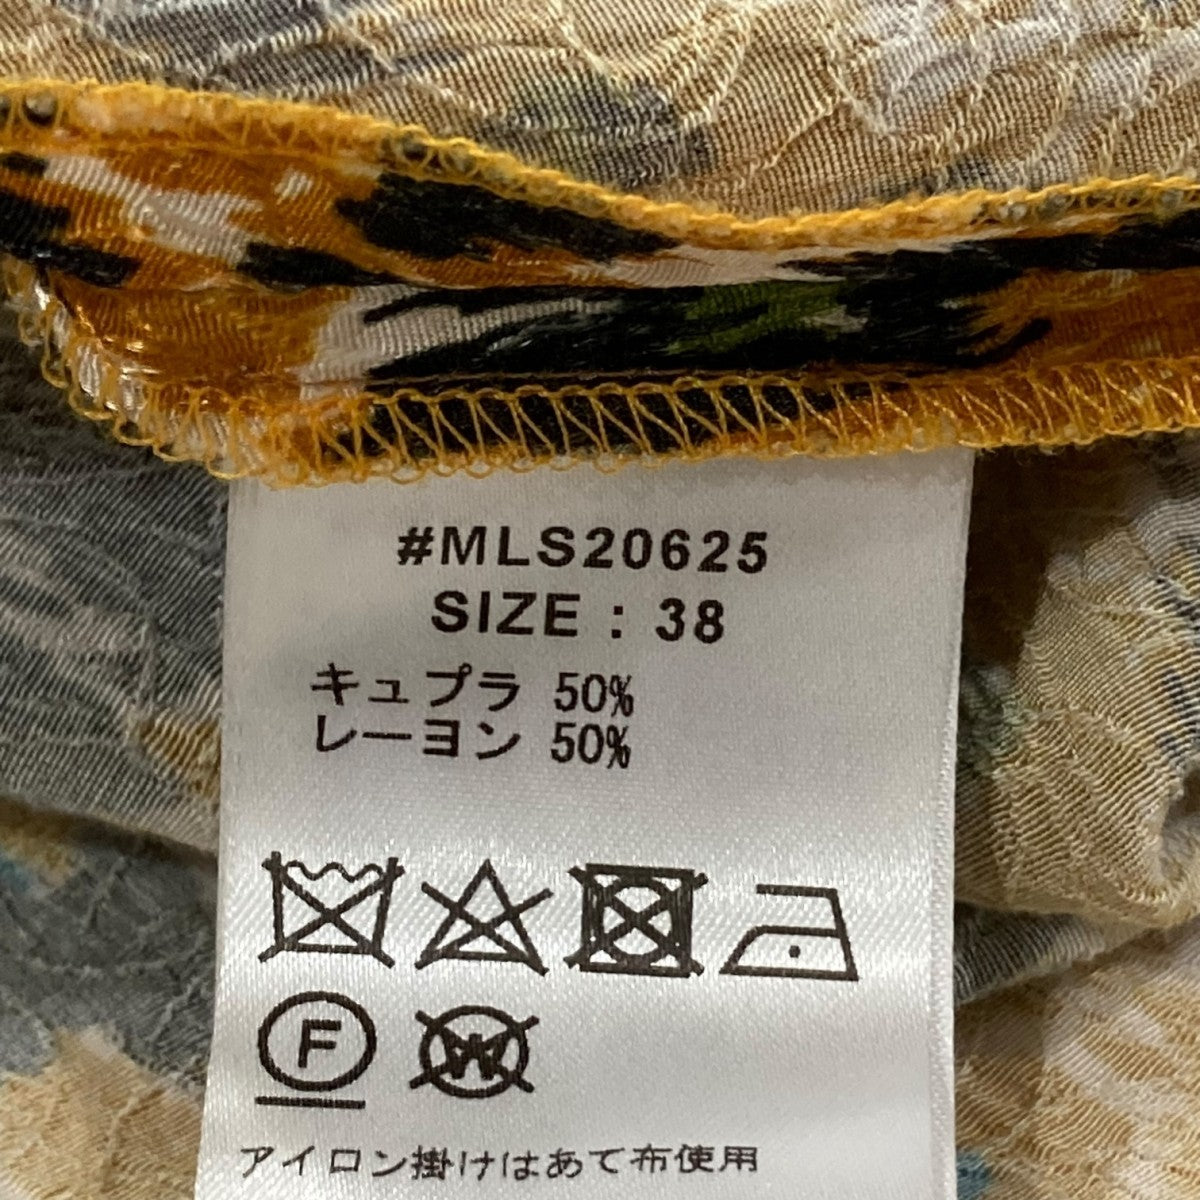 #MLS20625
SIZE : 38
キュプラ 50%
レーヨン 50%
F W
アイロン掛けはあて布使用